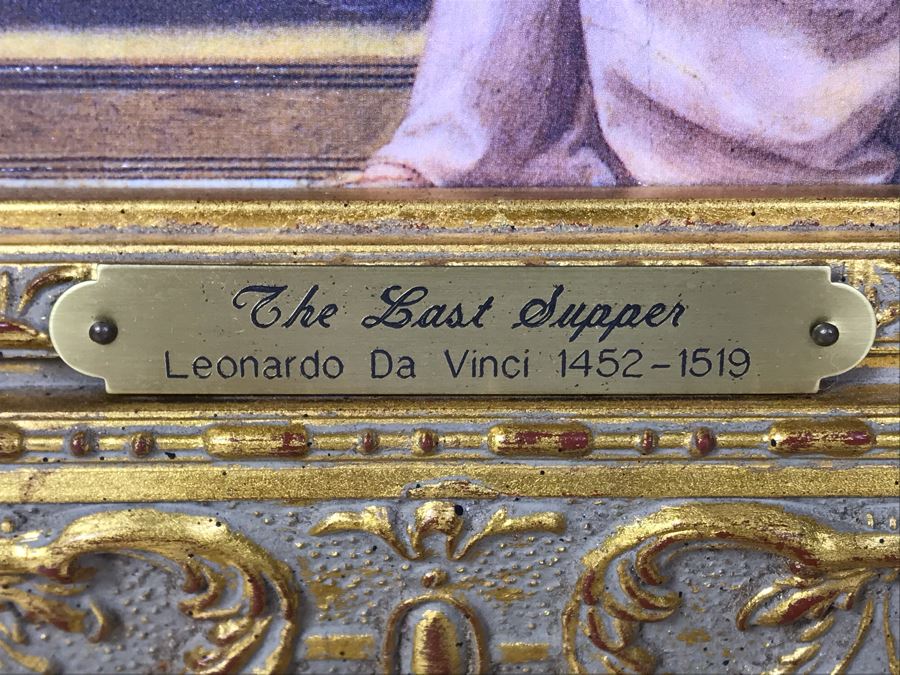 The Last Supper
Leonardo Da Vinci 1452-1519